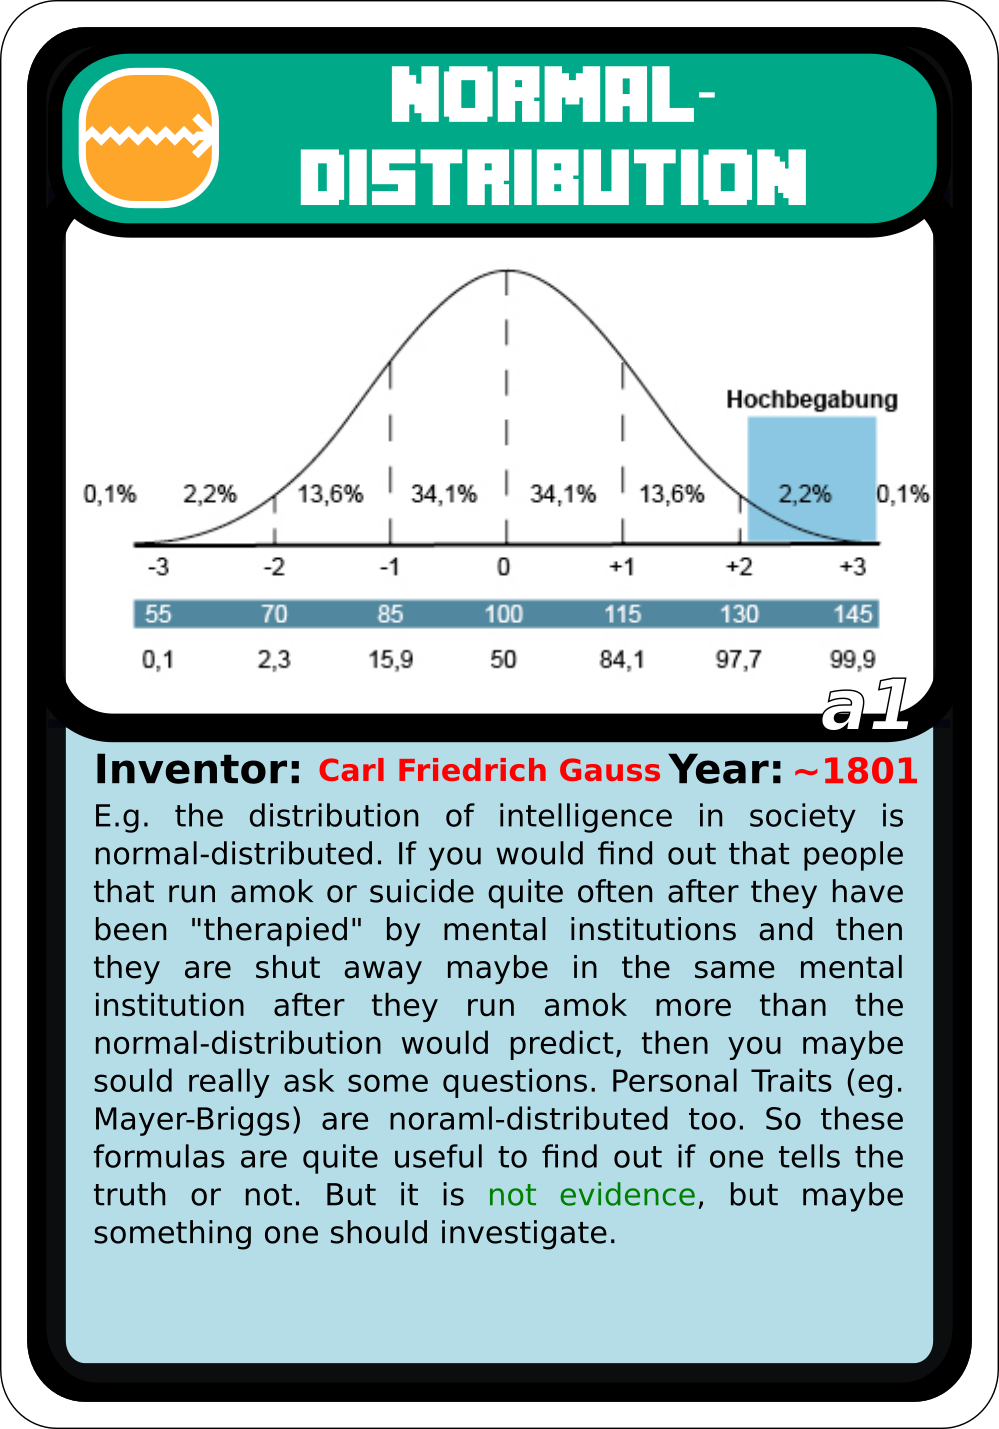 NORMAL-
DISTRIBUTION
Hochbegabung
0,1% 2,2% 13,6% 34,1% 34,1% 13,6% 2,2% 0,1%
-3 -2 -1 0 +1 +2 +3
55 70 85 100 115 130 145
0,1 2,3 15,9 50 84,1 97,7 99,9
a1
Inventor: Carl Friedrich Gauss Year: ~1801
E.g. the distribution of intelligence in society is
normal-distributed. If you would find out that people
that run amok or suicide quite often after they have
been "therapied" by mental institutions and then
they are shut away maybe in the same mental
institution after they run amok more than the
normal-distribution would predict, then you maybe
sould really ask some questions. Personal Traits (eg.
Mayer-Briggs) are noraml-distributed too. So these
formulas are quite useful to find out if one tells the
truth or not. But it is not evidence, but maybe
something one should investigate.